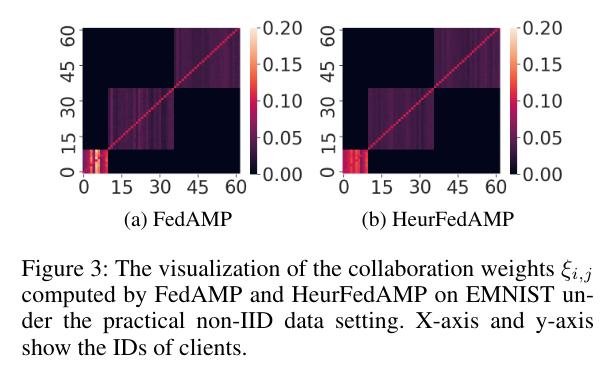 60
45
30
15
0
0 15 30 45 60
0.20
0.15
0.10
0.05
0.00
60
45
30
15
0
0 15 30 45 60
0.20
0.15
0.10
0.05
0.00
(a) FedAMP
(b) HeurFedAMP
Figure 3: The visualization of the collaboration weights ξi,j
computed by FedAMP and HeurFedAMP on EMNIST un-
der the practical non-IID data setting. X-axis and y-axis
show the IDs of clients.